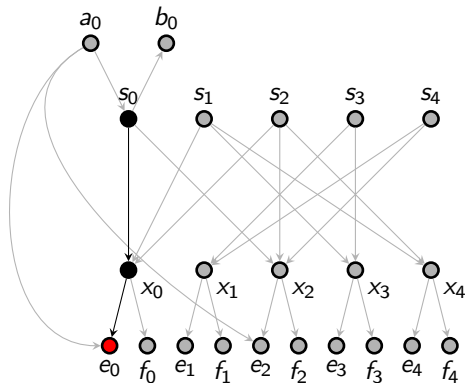 a₀ b₀
s₀ s₁ s₂ s₃ s₄
x₀ x₁ x₂ x₃ x₄
e₀ f₀ e₁ f₁ e₂ f₂ e₃ f₃ e₄ f₄